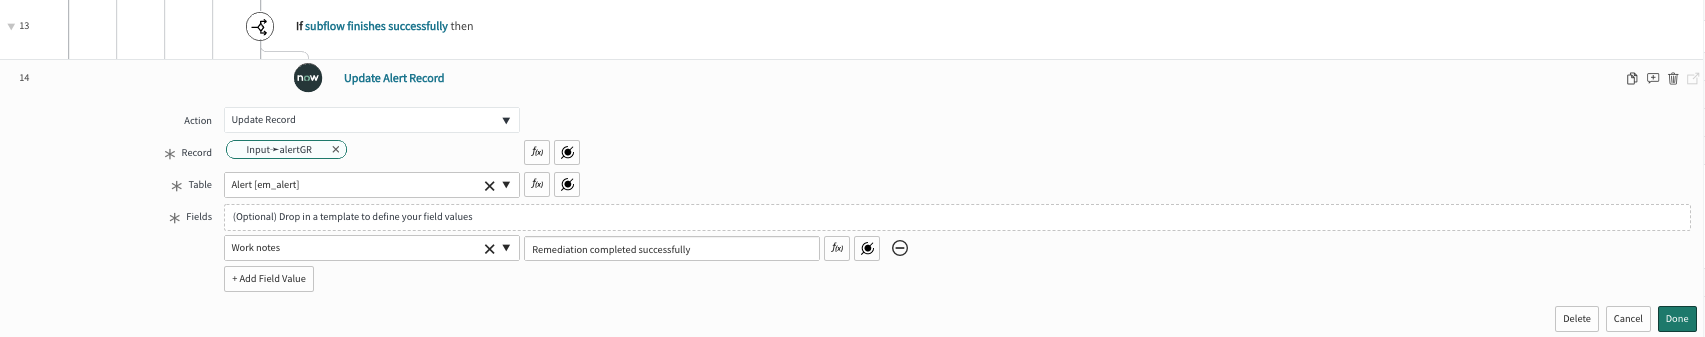 13
If subflow finishes successfully then
14
now
Update Alert Record
Action
Update Record
Record
Input➛alertGR
f(x)
Table
Alert [em_alert]
f(x)
Fields
(Optional) Drop in a template to define your field values
Work notes
Remediation completed successfully
f(x)
+ Add Field Value
Delete
Cancel
Done